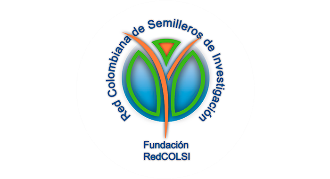 Red Colombiana de Semilleros de Investigación
Fundación
RedCOLSI